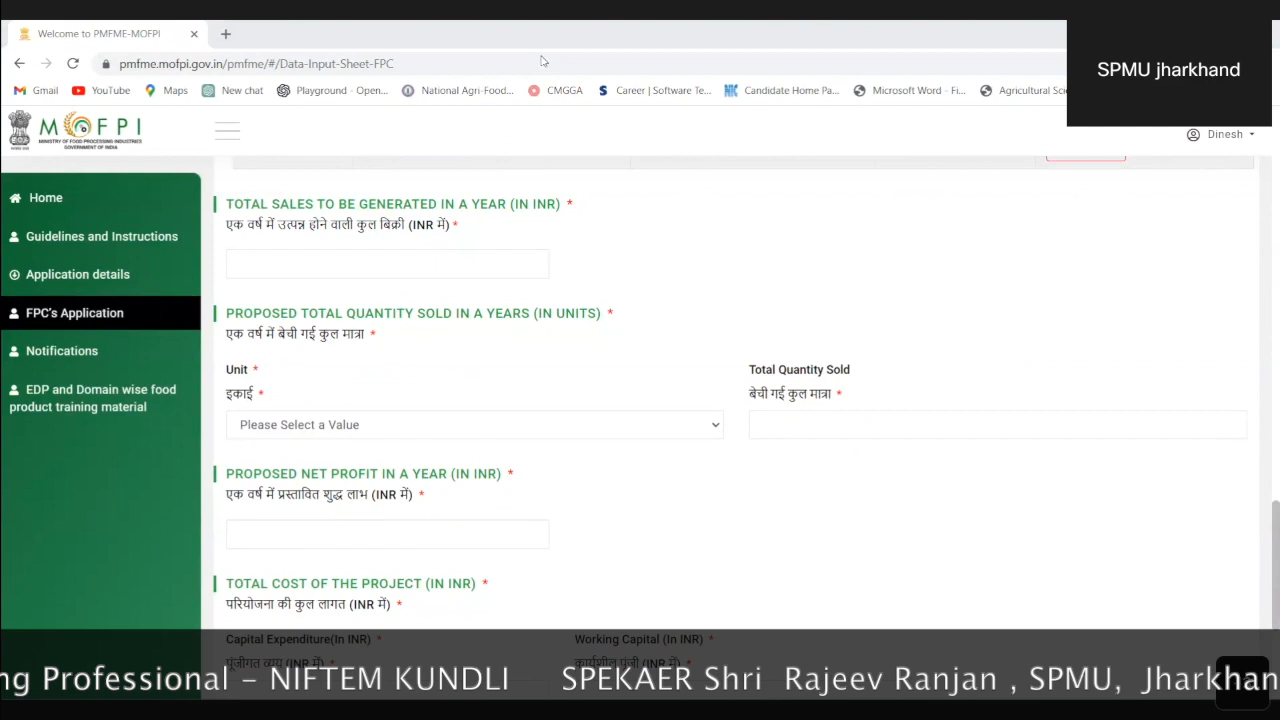 Welcome to PMFME-MOFPI
pmfme.mofpi.gov.in/pmfme/#/Data-Input-Sheet-FPC
SPMU jharkhand
Gmail YouTube Maps New chat Playground - Open... National Agri-Food... CMGGA Career | Software Te... Candidate Home Pa... Microsoft Word - Fi... Agricultural Sci
MOFPI
MINISTRY OF FOOD PROCESSING INDUSTRIES
GOVERNMENT OF INDIA
Dinesh
Home
Guidelines and Instructions
Application details
FPC's Application
Notifications
EDP and Domain wise food
product training material
TOTAL SALES TO BE GENERATED IN A YEAR (IN INR) *
एक वर्ष में उत्पन्न होने वाली कुल बिक्री (INR में) *
PROPOSED TOTAL QUANTITY SOLD IN A YEARS (IN UNITS) *
एक वर्ष में बेची गई कुल मात्रा *
Unit * Total Quantity Sold
इकाई * बेची गई कुल मात्रा *
Please Select a Value
PROPOSED NET PROFIT IN A YEAR (IN INR) *
एक वर्ष में प्रस्तावित शुद्ध लाभ (INR में) *
TOTAL COST OF THE PROJECT (IN INR) *
परियोजना की कुल लागत (INR में) *
Capital Expenditure(In INR) * Working Capital (In INR) *
पूंजीगत व्यय (INR में) * कार्यशील पूंजी (INR में) *
ng Professional – NIFTEM KUNDLI SPEKAER Shri Rajeev Ranjan , SPMU, Jharkhan